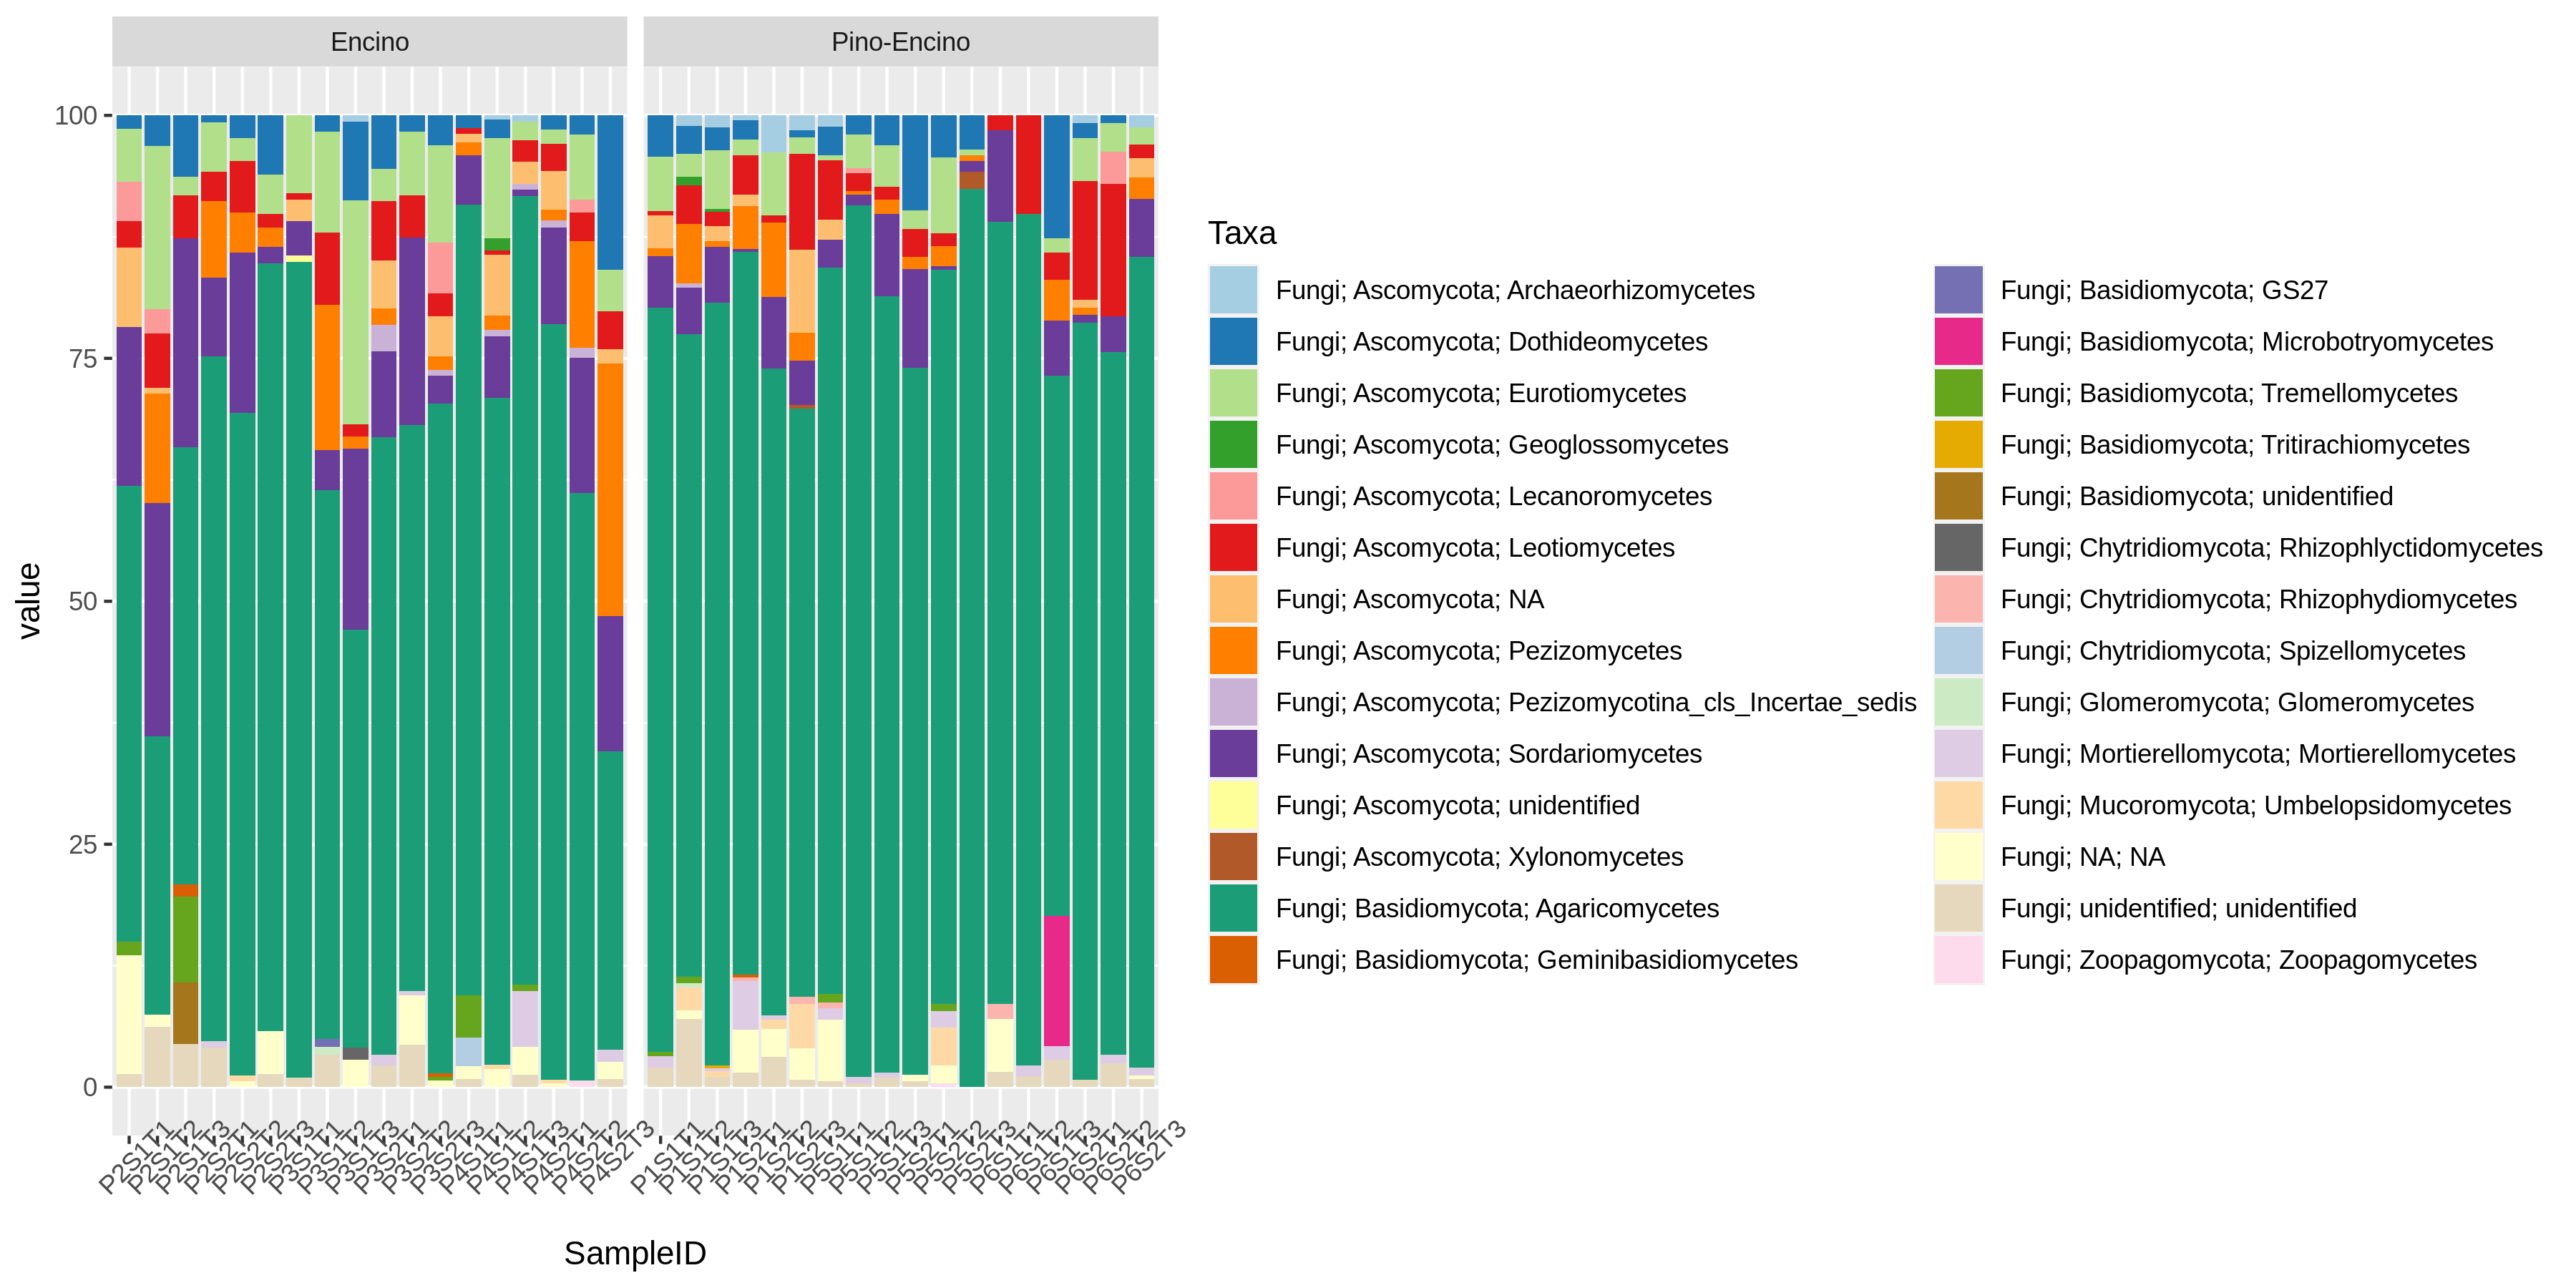 Encino
Pino-Encino
100
75
50
25
0
value
P2S1T1
P2S1T2
P2S1T3
P2S2T1
P2S2T2
P2S2T3
P3S1T1
P3S1T2
P3S1T3
P3S2T1
P3S2T2
P3S2T3
P4S1T1
P4S1T2
P4S1T3
P4S2T1
P4S2T2
P4S2T3
P1S1T1
P1S1T2
P1S1T3
P1S2T1
P1S2T2
P1S2T3
P5S1T1
P5S1T2
P5S1T3
P5S2T1
P5S2T2
P5S2T3
P6S1T1
P6S1T2
P6S1T3
P6S2T1
P6S2T2
P6S2T3
SampleID
Taxa
Fungi; Ascomycota; Archaeorhizomycetes
Fungi; Ascomycota; Dothideomycetes
Fungi; Ascomycota; Eurotiomycetes
Fungi; Ascomycota; Geoglossomycetes
Fungi; Ascomycota; Lecanoromycetes
Fungi; Ascomycota; Leotiomycetes
Fungi; Ascomycota; NA
Fungi; Ascomycota; Pezizomycetes
Fungi; Ascomycota; Pezizomycotina_cls_Incertae_sedis
Fungi; Ascomycota; Sordariomycetes
Fungi; Ascomycota; unidentified
Fungi; Ascomycota; Xylonomycetes
Fungi; Basidiomycota; Agaricomycetes
Fungi; Basidiomycota; Geminibasidiomycetes
Fungi; Basidiomycota; GS27
Fungi; Basidiomycota; Microbotryomycetes
Fungi; Basidiomycota; Tremellomycetes
Fungi; Basidiomycota; Tritirachiomycetes
Fungi; Basidiomycota; unidentified
Fungi; Chytridiomycota; Rhizophlyctidomycetes
Fungi; Chytridiomycota; Rhizophydiomycetes
Fungi; Chytridiomycota; Spizellomycetes
Fungi; Glomeromycota; Glomeromycetes
Fungi; Mortierellomycota; Mortierellomycetes
Fungi; Mucoromycota; Umbelopsidomycetes
Fungi; NA; NA
Fungi; unidentified; unidentified
Fungi; Zoopagomycota; Zoopagomycetes